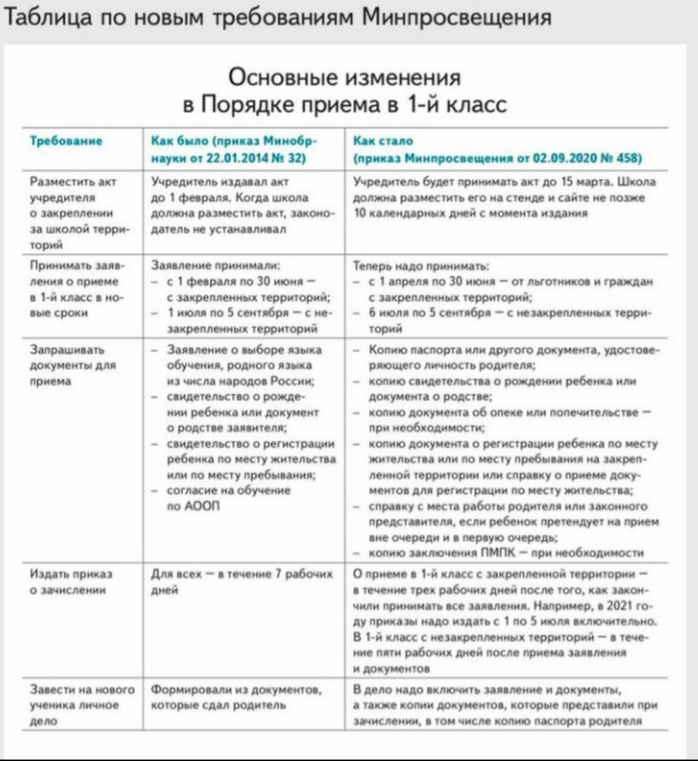 Таблица по новым требованиям Минпросвещения
Основные изменения
в Порядке приема в 1-й класс
Требование
Как было (приказ Минобр-
науки от 22.01.2014 № 32)
Как стало
(приказ Минпросвещения от 02.09.2020 № 458)
Разместить акт
учредителя
о закреплении
за школой терри-
торий
Учредитель издавал акт
до 1 февраля. Когда школа
должна разместить акт, законо-
датель не устанавливал
Учредитель будет принимать акт до 15 марта. Школа
должна разместить его на стенде и сайте не позже
10 календарных дней с момента издания
Принимать заяв-
ления о приеме
в 1-й класс в но-
вые сроки
Заявление принимали:
– с 1 февраля по 30 июня –
с закрепленных территорий;
– 1 июля по 5 сентября – с не-
закрепленных территорий
Теперь надо принимать:
– с 1 апреля по 30 июня – от льготников и граждан
с закрепленных территорий;
– 6 июля по 5 сентября – с незакрепленных терри-
торий
Запрашивать
документы для
приема
– Заявление о выборе языка
обучения, родного языка
из числа народов России;
– свидетельство о рожде-
нии ребенка или документ
о родстве заявителя;
– свидетельство о регистрации
ребенка по месту жительства
или по месту пребывания;
– согласие на обучение
по АООП
– Копию паспорта или другого документа, удостове-
ряющего личность родителя;
– копию свидетельства о рождении ребенка или
документа о родстве;
– копию документа об опеке или попечительстве –
при необходимости;
– копию документа о регистрации ребенка по месту
жительства или по месту пребывания на закреп-
ленной территории или справку о приеме доку-
ментов для регистрации по месту жительства;
– справку с места работы родителя или законного
представителя, если ребенок претендует на прием
вне очереди и в первую очередь;
– копию заключения ПМПК – при необходимости
Издать приказ
о зачислении
Для всех – в течение 7 рабочих
дней
О приеме в 1-й класс с закрепленной территории –
в течение трех рабочих дней после того, как закон-
чили принимать все заявления. Например, в 2021 го-
ду приказы надо издать с 1 по 5 июля включительно.
В 1-й класс с незакрепленных территорий – в тече-
ние пяти рабочих дней после приема заявления
и документов
Завести на нового
ученика личное
дело
Формировали из документов,
которые сдал родитель
В дело надо включить заявление и документы,
а также копии документов, которые представили при
зачислении, в том числе копию паспорта родителя